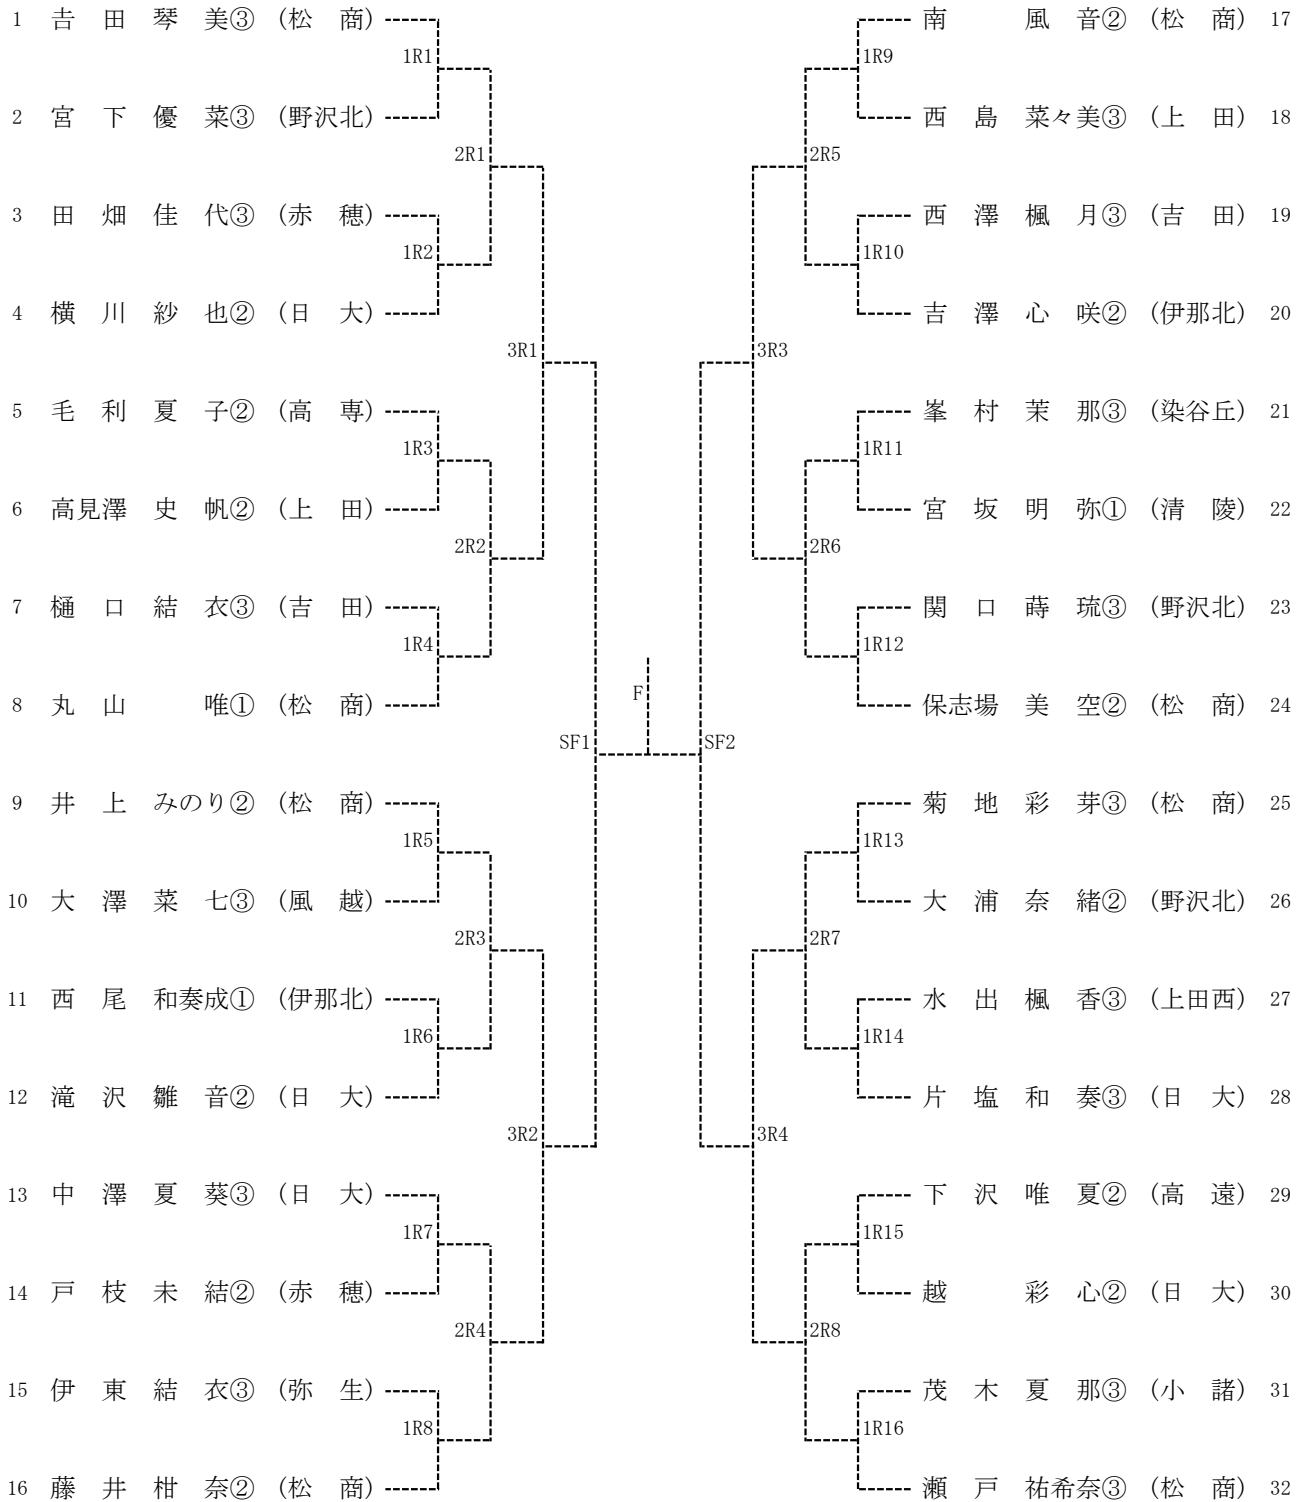 1 吉田琴美③ (松商)
1R1
2 宮下優菜③ (野沢北)
2R1
3 田畑佳代③ (赤穂)
1R2
4 横川紗也② (日大)
3R1
5 毛利夏子② (高専)
1R3
6 高見澤史帆② (上田)
2R2
7 樋口結衣③ (吉田)
1R4
8 丸山唯① (松商)
SF1
9 井上みのり② (松商)
1R5
10 大澤菜七③ (風越)
2R3
11 西尾和奏成① (伊那北)
1R6
12 滝沢雛音② (日大)
3R2
13 中澤夏葵③ (日大)
1R7
14 戸枝未結② (赤穂)
2R4
15 伊東結衣③ (弥生)
1R8
16 藤井柑奈② (松商)
F
南風音② (松商) 17
1R9
西島菜々美③ (上田) 18
2R5
西澤楓月③ (吉田) 19
1R10
吉澤心咲② (伊那北) 20
3R3
峯村茉那③ (染谷丘) 21
1R11
宮坂明弥① (清陵) 22
2R6
関口蒔琉③ (野沢北) 23
1R12
保志場美空② (松商) 24
SF2
菊地彩芽③ (松商) 25
1R13
大浦奈緒② (野沢北) 26
2R7
水出楓香③ (上田西) 27
1R14
片塩和奏③ (日大) 28
3R4
下沢唯夏② (高遠) 29
1R15
越彩心② (日大) 30
2R8
茂木夏那③ (小諸) 31
1R16
瀬戸祐希奈③ (松商) 32